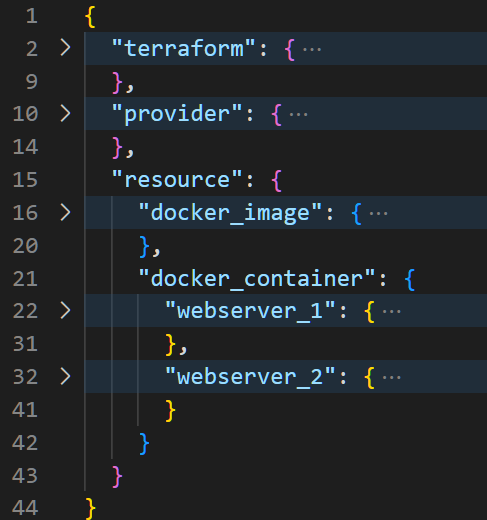 1 {
2 > "terraform": { ···
9 },
10 > "provider": { ···
14 },
15 "resource": {
16 > "docker_image": { ···
20 },
21 "docker_container": {
22 > "webserver_1": { ···
31 },
32 > "webserver_2": { ···
41 }
42 }
43 }
44 }